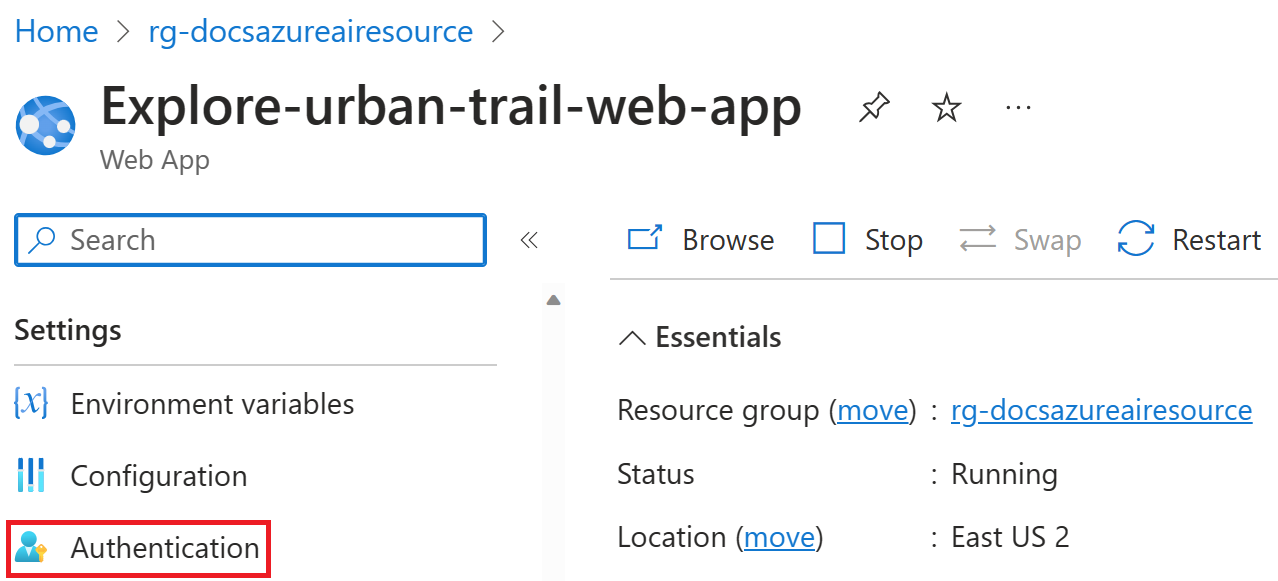 Home > rg-docsazureairesource >
Explore-urban-trail-web-app ...
Web App
Search «
Browse Stop Swap Restart
Settings
Environment variables
Configuration
Authentication
Essentials
Resource group (move) : rg-docsazureairesource
Status : Running
Location (move) : East US 2